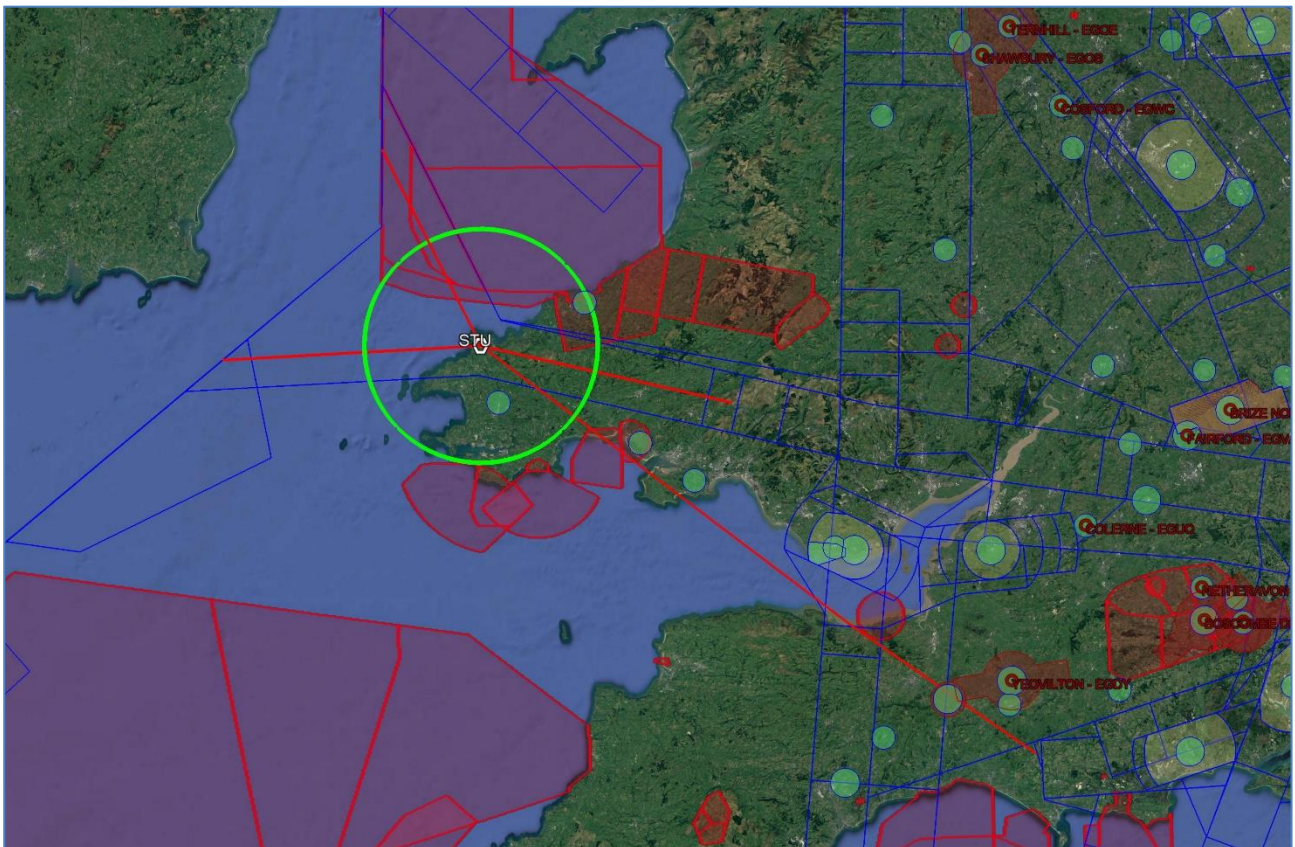 TERNHILL - EGOE
SHAWBURY - EGOS
COSFORD - EGWC
STU
BRIZE NO
FAIRFORD - EGVA
COLERNE - EGUO
NETHERAVON
BOSCOMBE D
YEOVILTON - EGDY